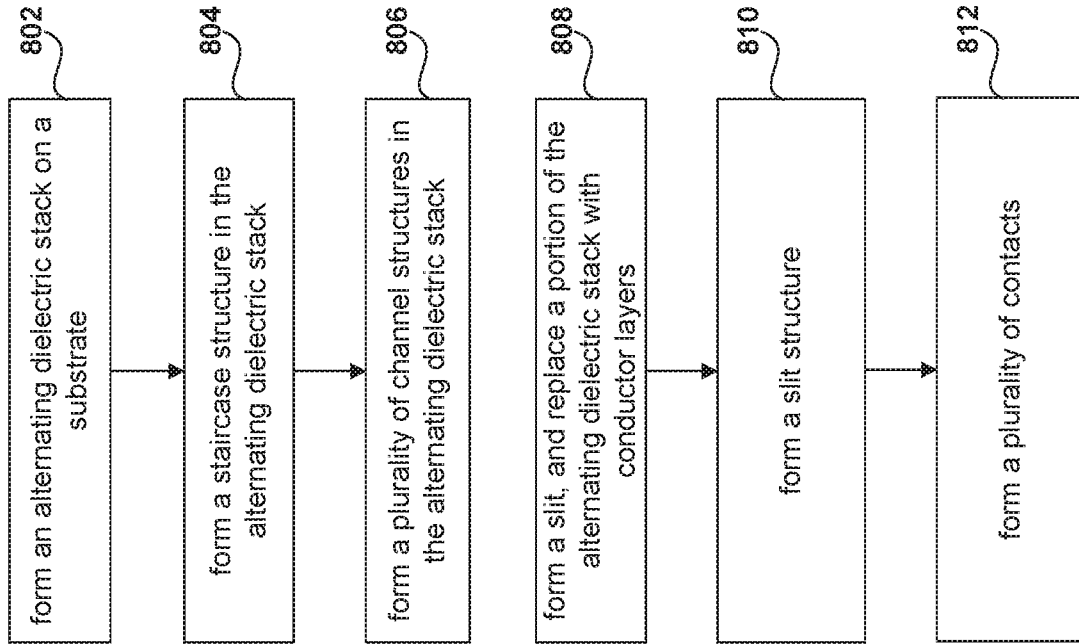 802
form an alternating dielectric stack on a
substrate
804
form a staircase structure in the
alternating dielectric stack
806
form a plurality of channel structures in
the alternating dielectric stack
808
form a slit, and replace a portion of the
alternating dielectric stack with
conductor layers
810
form a slit structure
812
form a plurality of contacts